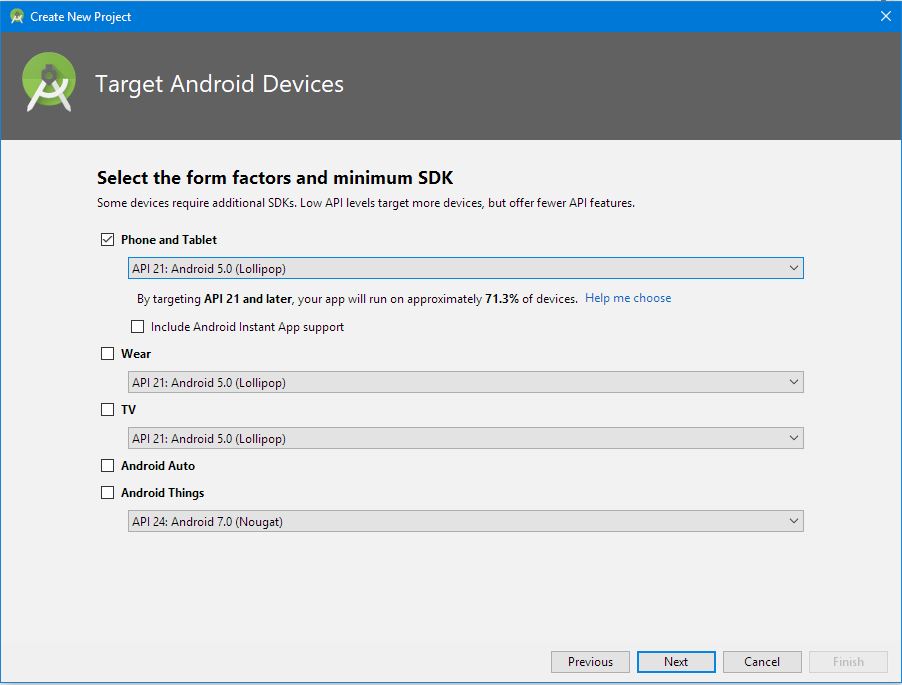 Create New Project
Target Android Devices
Select the form factors and minimum SDK
Some devices require additional SDKs. Low API levels target more devices, but offer fewer API features.
Phone and Tablet
API 21: Android 5.0 (Lollipop)
By targeting API 21 and later, your app will run on approximately 71.3% of devices. Help me choose
Include Android Instant App support
Wear
API 21: Android 5.0 (Lollipop)
TV
API 21: Android 5.0 (Lollipop)
Android Auto
Android Things
API 24: Android 7.0 (Nougat)
Previous Next Cancel Finish